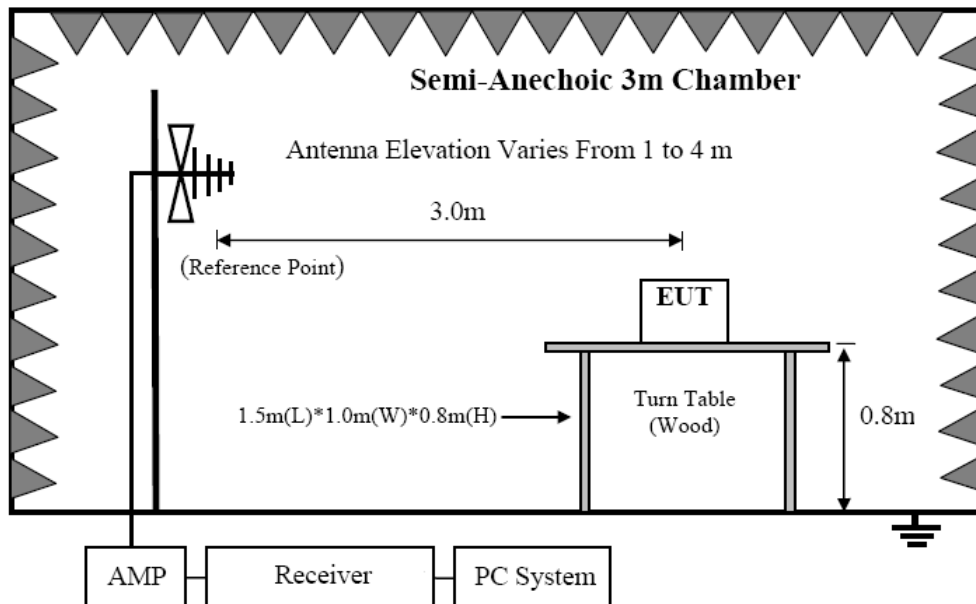 Semi-Anechoic 3m Chamber
Antenna Elevation Varies From 1 to 4 m
3.0m
(Reference Point)
EUT
1.5m(L)*1.0m(W)*0.8m(H)
Turn Table
(Wood)
0.8m
AMP
Receiver
PC System